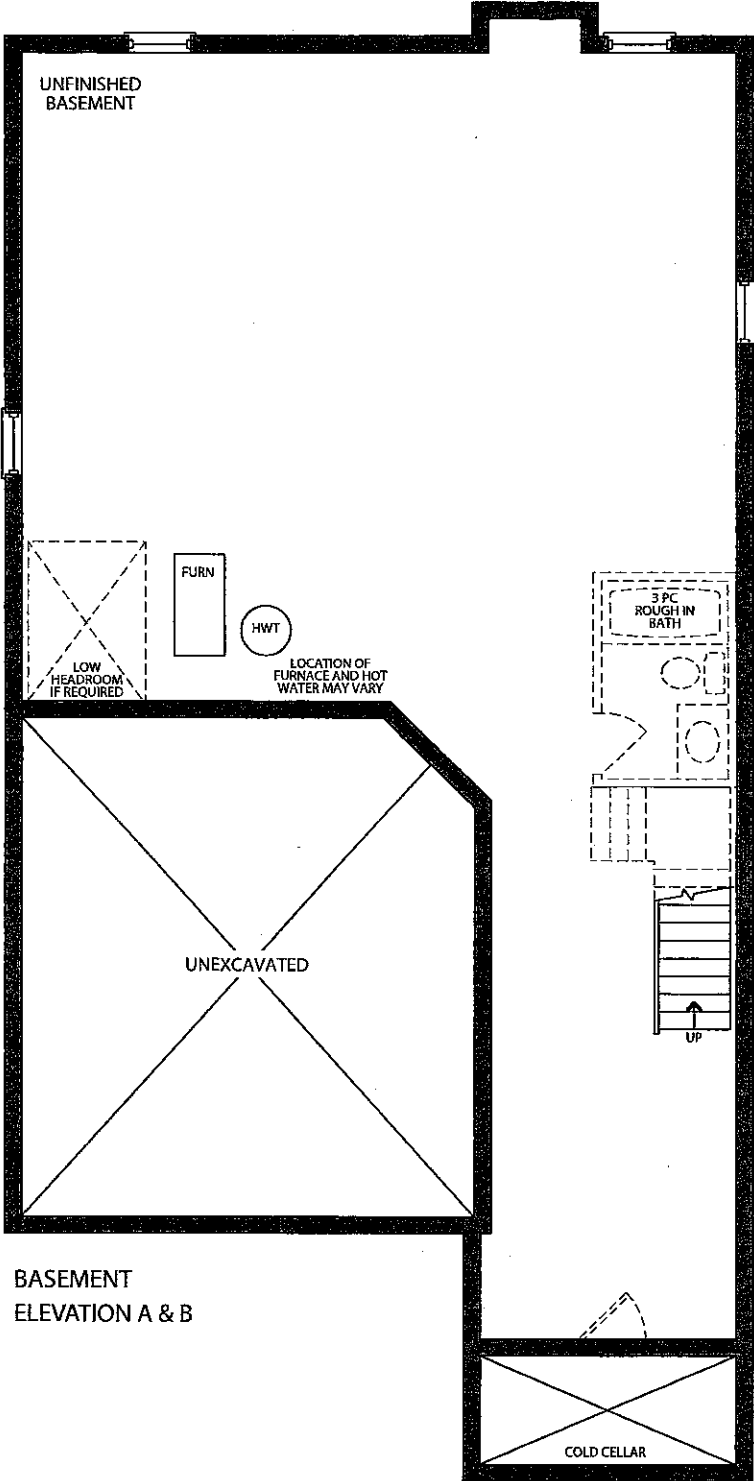 UNFINISHED
BASEMENT
FURN
HWT
LOW
HEADROOM
IF REQUIRED
LOCATION OF
FURNACE AND HOT
WATER MAY VARY
3 PC
ROUGH IN
BATH
UNEXCAVATED
UP
BASEMENT
ELEVATION A & B
COLD CELLAR